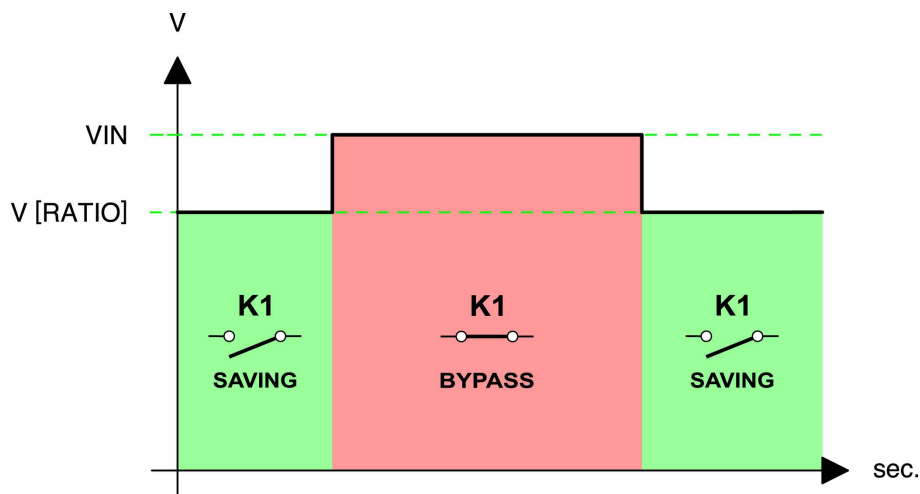 V
VIN
V [RATIO]
K1 K1 K1
SAVING BYPASS SAVING
sec.